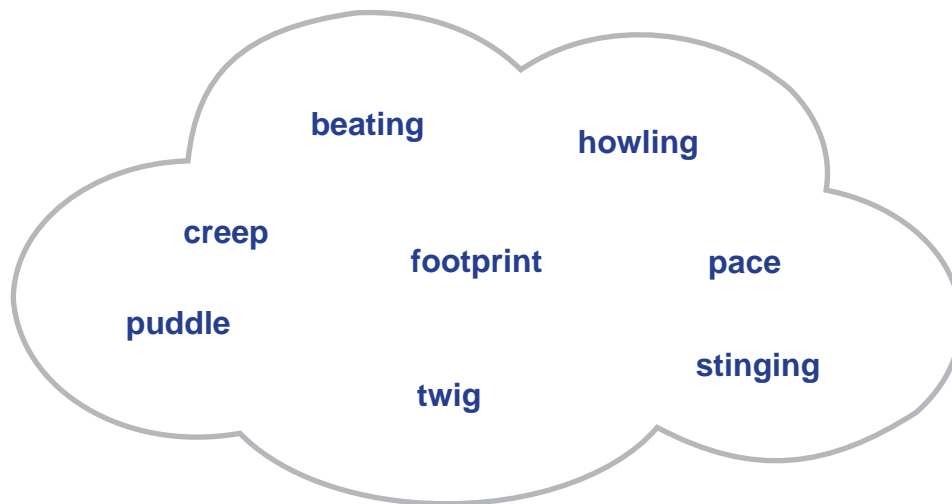 beating
howling
creep
footprint
pace
puddle
stinging
twig